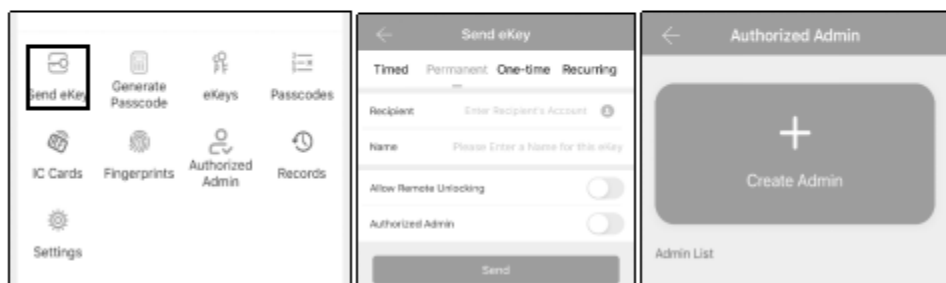 Send eKey
Generate
Passcode
eKeys
Passcodes
IC Cards
Fingerprints
Authorized
Admin
Records
Settings
Send eKey
Timed Permanent One-time Recurring
Recipient Enter Recipient's Account
Name Please Enter a Name for this eKey
Allow Remote Unlocking
Authorized Admin
Send
Authorized Admin
Create Admin
Admin List